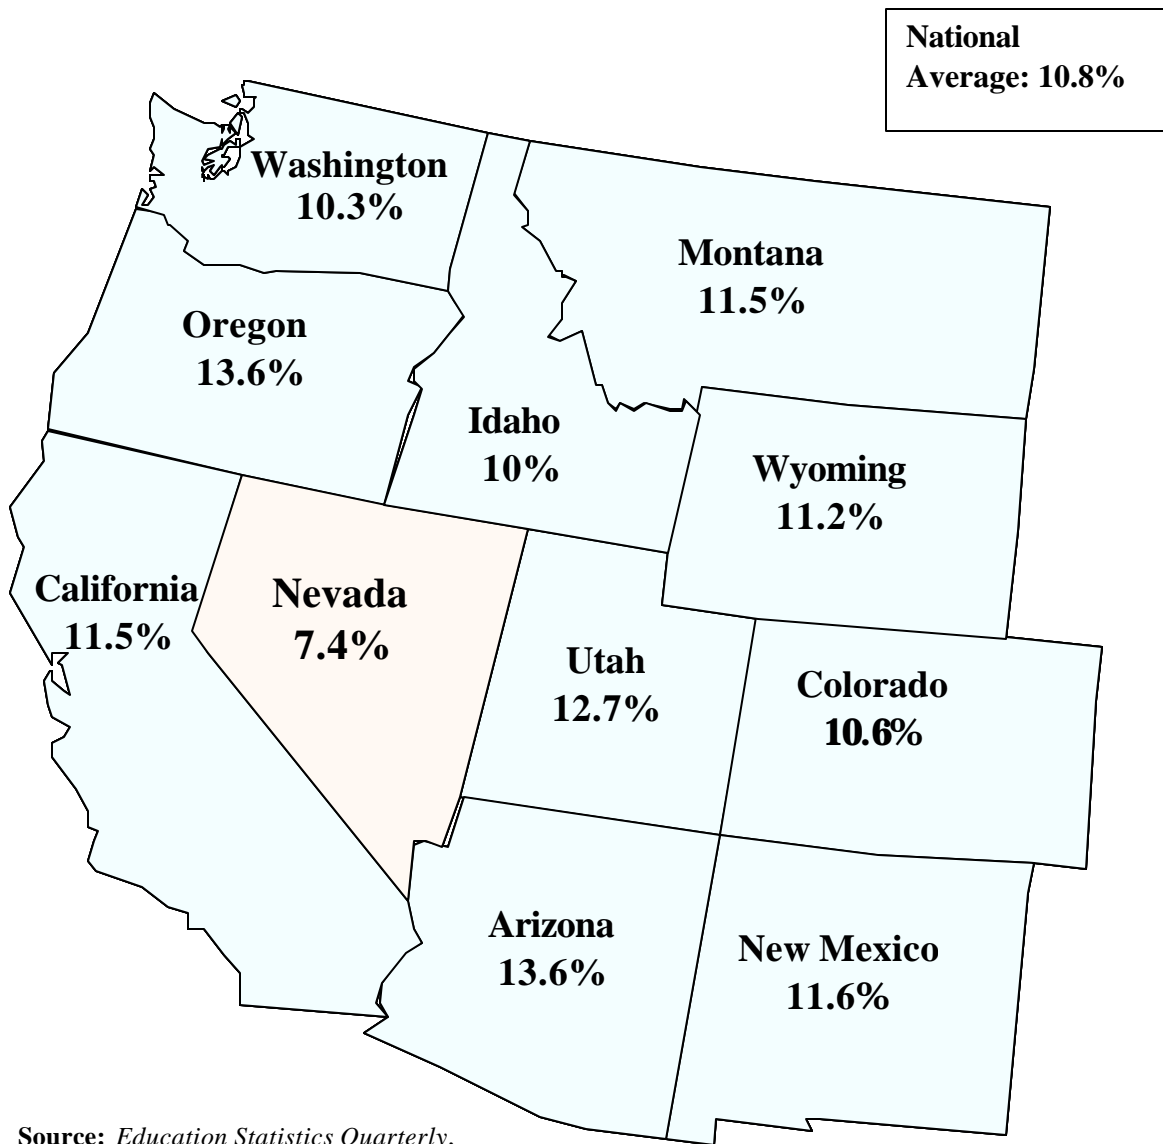 National
Average: 10.8%
Washington
10.3%
Montana
11.5%
Oregon
13.6%
Idaho
10%
Wyoming
11.2%
California
11.5%
Nevada
7.4%
Utah
12.7%
Colorado
10.6%
Arizona
13.6%
New Mexico
11.6%
Source: Education Statistics Quarterly,